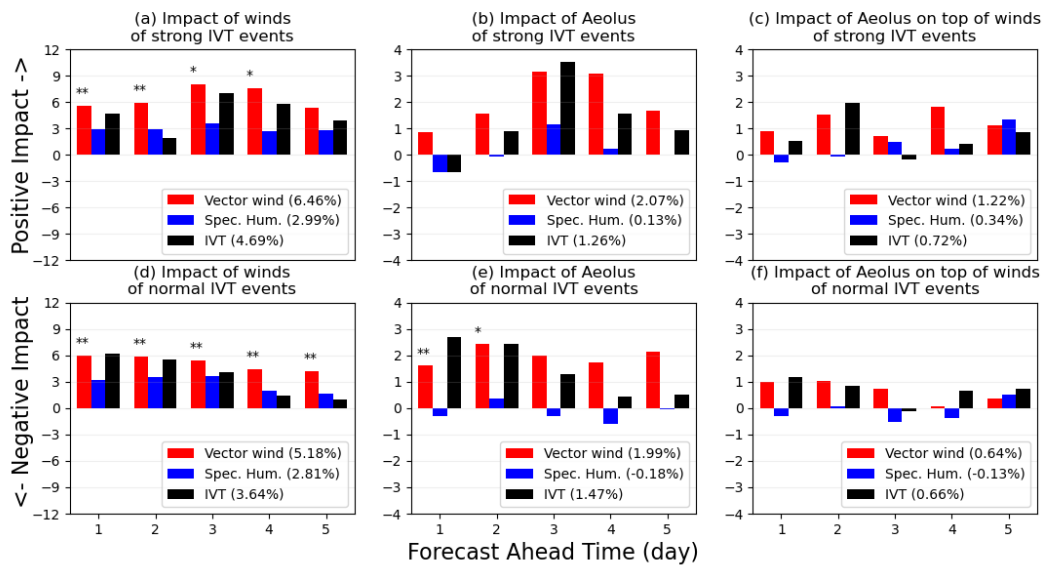 (a) Impact of winds
of strong IVT events
12
9
6
3
0
−3
−6
−9
−12
**
**
*
*
Vector wind (6.46%)
Spec. Hum. (2.99%)
IVT (4.69%)
(b) Impact of Aeolus
of strong IVT events
4
3
2
1
0
−1
−2
−3
−4
Vector wind (2.07%)
Spec. Hum. (0.13%)
IVT (1.26%)
(c) Impact of Aeolus on top of winds
of strong IVT events
4
3
2
1
0
−1
−2
−3
−4
Vector wind (1.22%)
Spec. Hum. (0.34%)
IVT (0.72%)
Positive Impact ->
(d) Impact of winds
of normal IVT events
12
9
6
3
0
−3
−6
−9
−12
**
**
**
**
**
Vector wind (5.18%)
Spec. Hum. (2.81%)
IVT (3.64%)
1 2 3 4 5
(e) Impact of Aeolus
of normal IVT events
4
3
2
1
0
−1
−2
−3
−4
**
*
Vector wind (1.99%)
Spec. Hum. (-0.18%)
IVT (1.47%)
1 2 3 4 5
(f) Impact of Aeolus on top of winds
of normal IVT events
4
3
2
1
0
−1
−2
−3
−4
Vector wind (0.64%)
Spec. Hum. (-0.13%)
IVT (0.66%)
1 2 3 4 5
<- Negative Impact
Forecast Ahead Time (day)